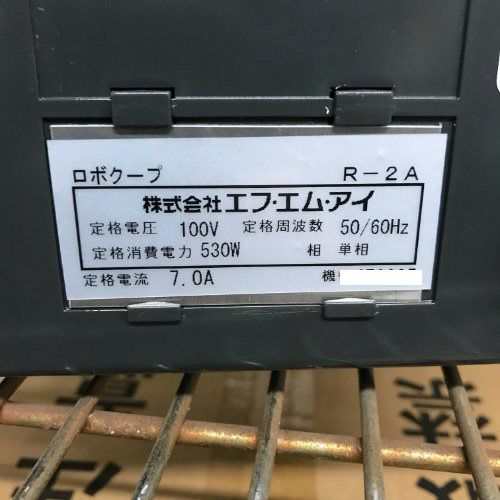 ロボクープ R-2A
株式会社エフ・エム・アイ
定格電圧 100V 定格周波数 50/60Hz
定格消費電力 530W 相 単相
定格電流 7.0A 機